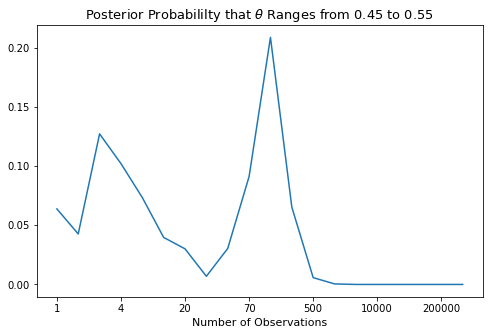 Posterior Probabililty that θ Ranges from 0.45 to 0.55
0.20
0.15
0.10
0.05
0.00
1 4 20 70 500 10000 200000
Number of Observations